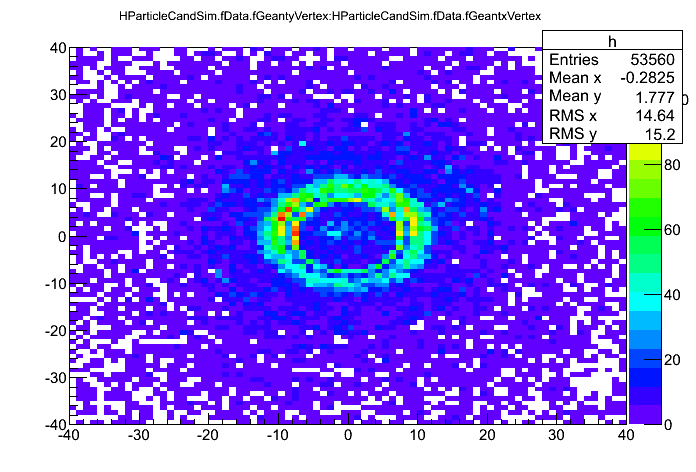 HParticleCandSim.fData.fGeantyVertex:HParticleCandSim.fData.fGeantxVertex
h
Entries 53560
Mean x -0.2825
Mean y 1.777
RMS x 14.64
RMS y 15.2
40
30
20
10
0
-10
-20
-30
-40
-40 -30 -20 -10 0 10 20 30 40
0
80
60
40
20
0